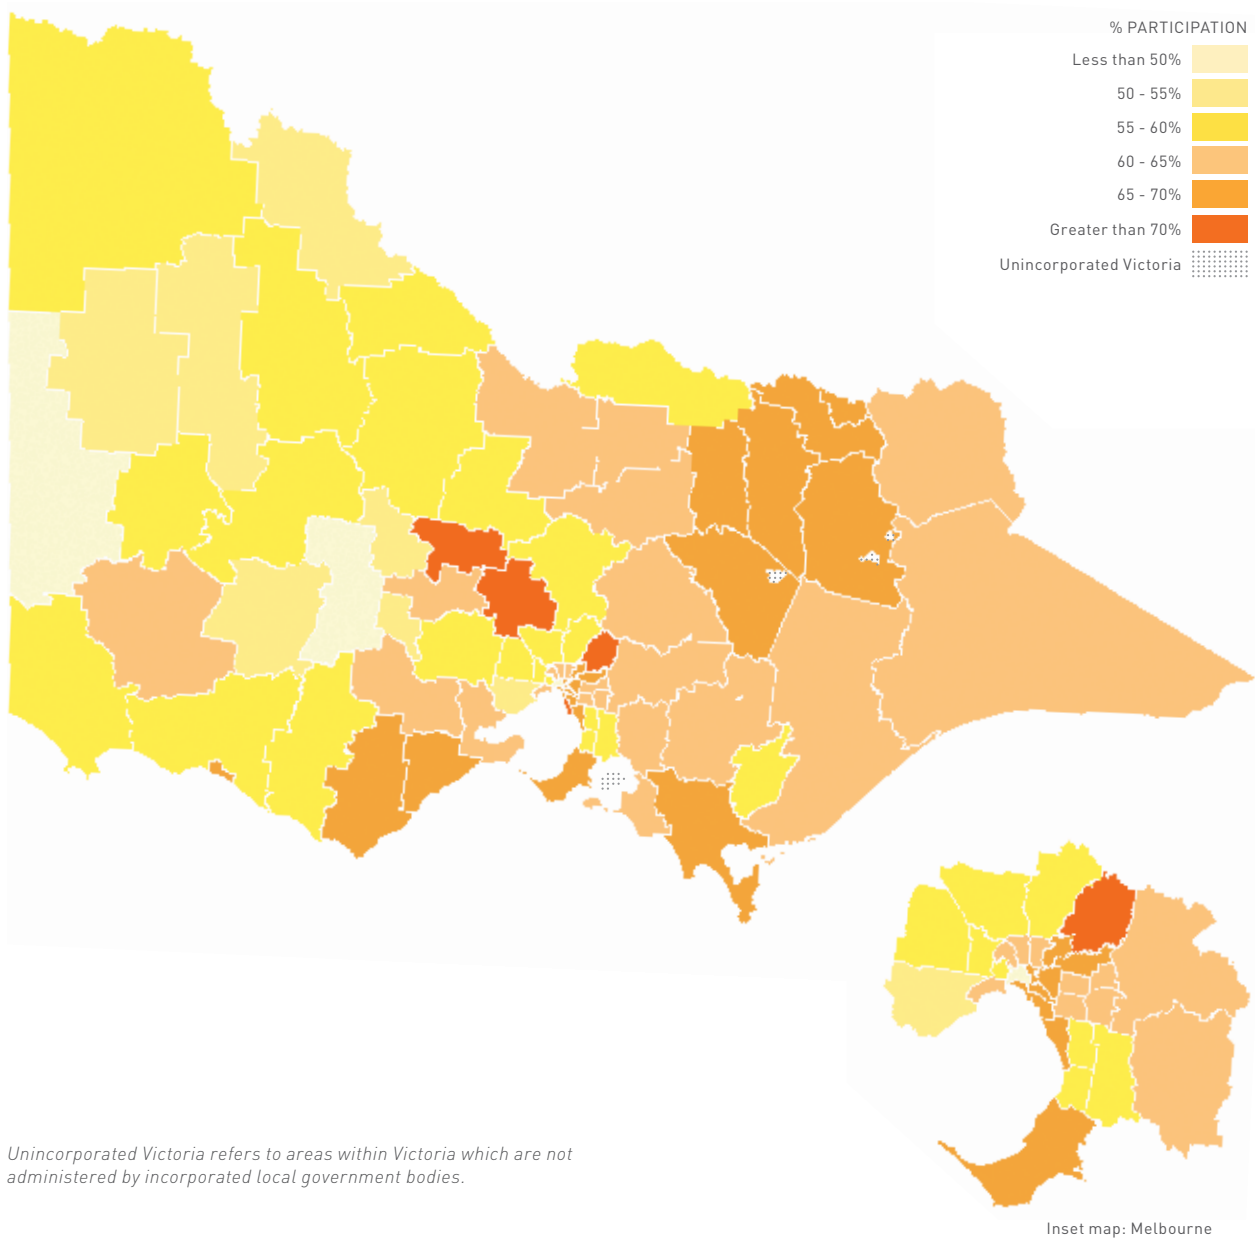 % PARTICIPATION
Less than 50%
50 - 55%
55 - 60%
60 - 65%
65 - 70%
Greater than 70%
Unincorporated Victoria
Unincorporated Victoria refers to areas within Victoria which are not
administered by incorporated local government bodies.
Inset map: Melbourne